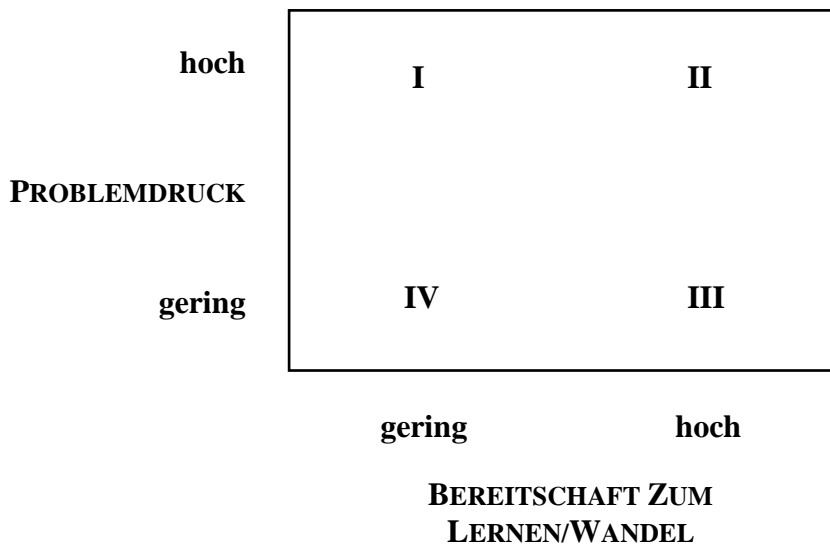 hoch
I II
PROBLEMDRUCK
gering
IV III
gering hoch
BEREITSCHAFT ZUM
LERNEN/WANDEL